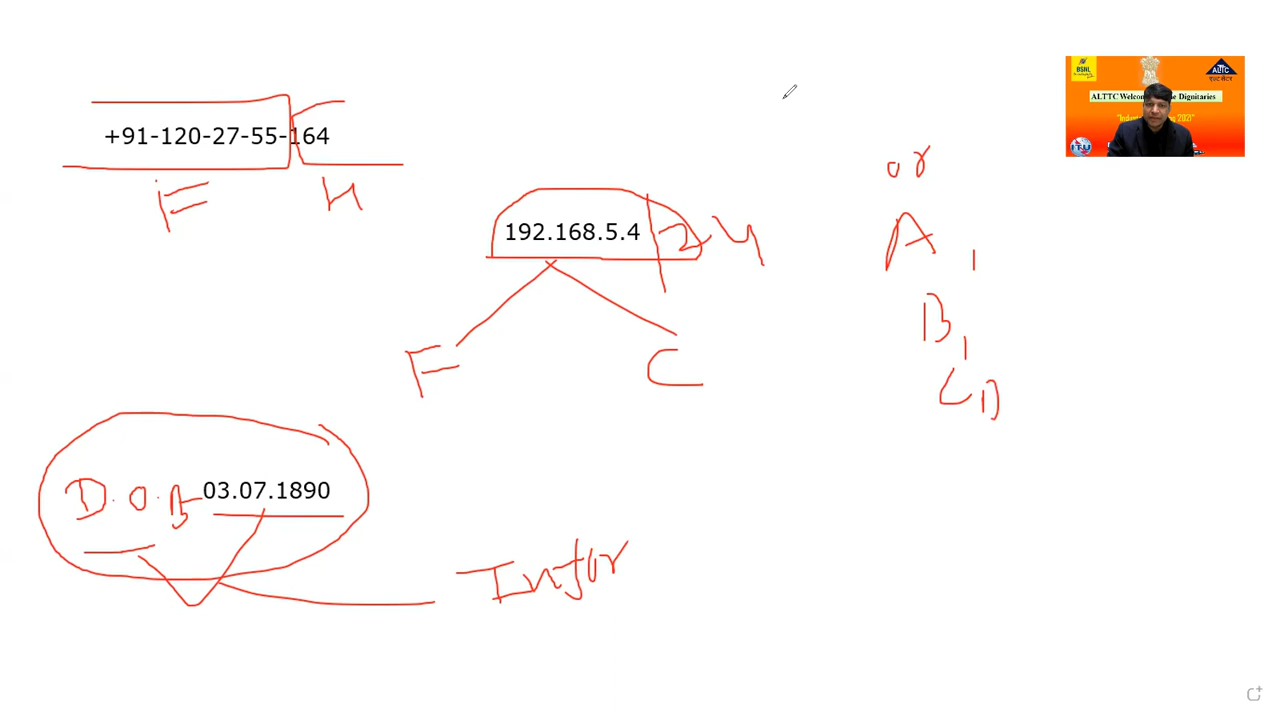 BSNL
ALTTC
ALTTC Welcom
Dignitaries
+91-120-27-55-164
F H
or
192.168.5.4 24
A,
F C
B,
C D
D.O.B 03.07.1890
Infor
ITU